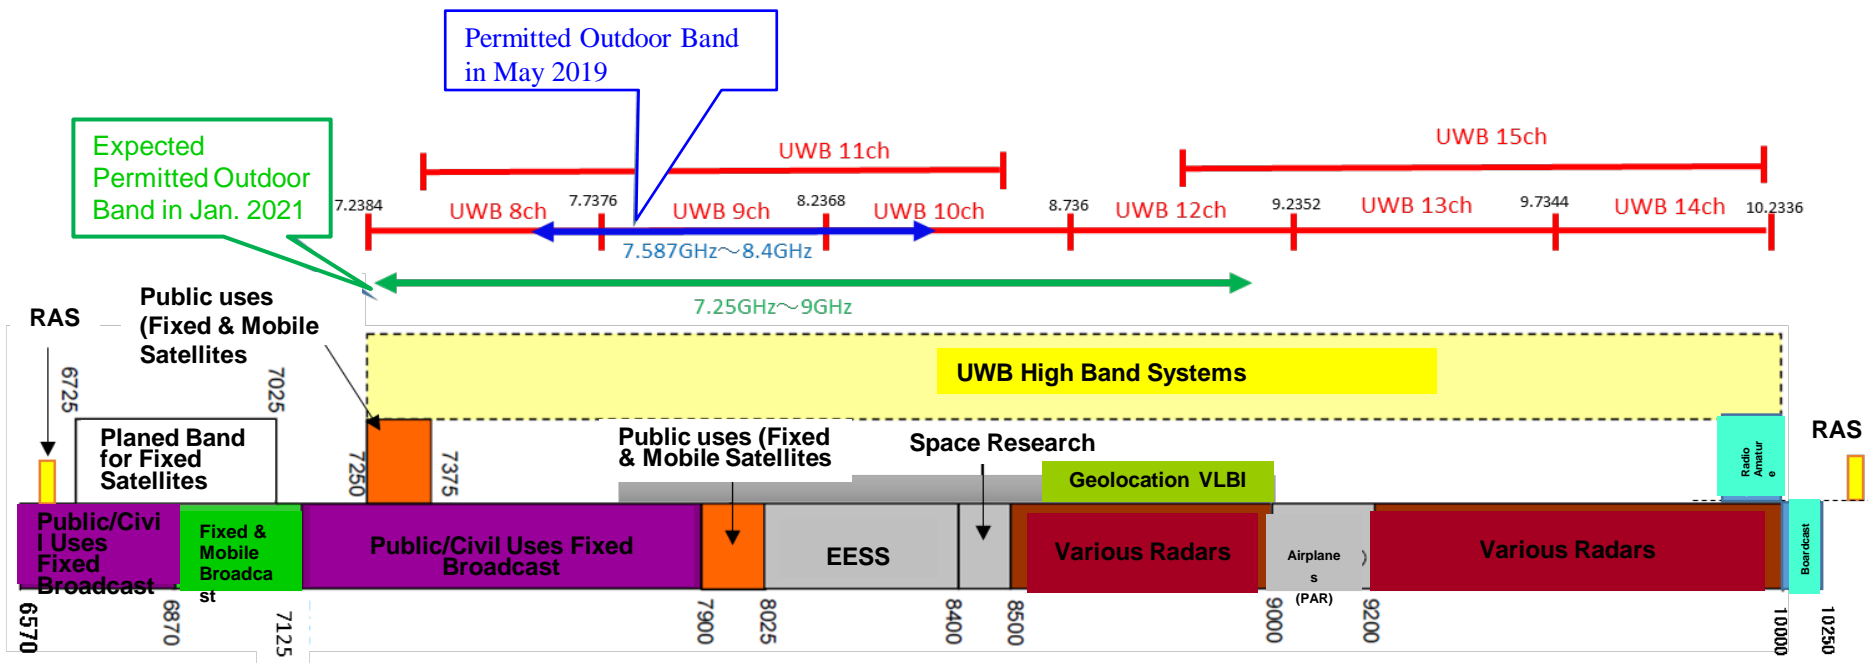 Permitted Outdoor Band
in May 2019
Expected
Permitted Outdoor
Band in Jan. 2021
UWB 11ch
UWB 15ch
7.2384
UWB 8ch
7.7376
UWB 9ch
8.2368
UWB 10ch
8.736
UWB 12ch
9.2352
UWB 13ch
9.7344
UWB 14ch
10.2336
7.587GHz～8.4GHz
7.25GHz～9GHz
RAS
Public uses
(Fixed & Mobile
Satellites
UWB High Band Systems
6725
7025
Planed Band
for Fixed
Satellites
7250
7375
Public uses (Fixed
& Mobile Satellites
Space Research
Geolocation VLBI
Radio
Amatur
e
RAS
Public/Civi
l Uses
Fixed
Broadcast
Fixed &
Mobile
Broadca
st
Public/Civil Uses Fixed
Broadcast
EESS
Various Radars
Airplane
s
(PAR)
)
Various Radars
Boardcast
6570
6870
7125
7900
8025
8400
8500
9000
9200
10000
10250